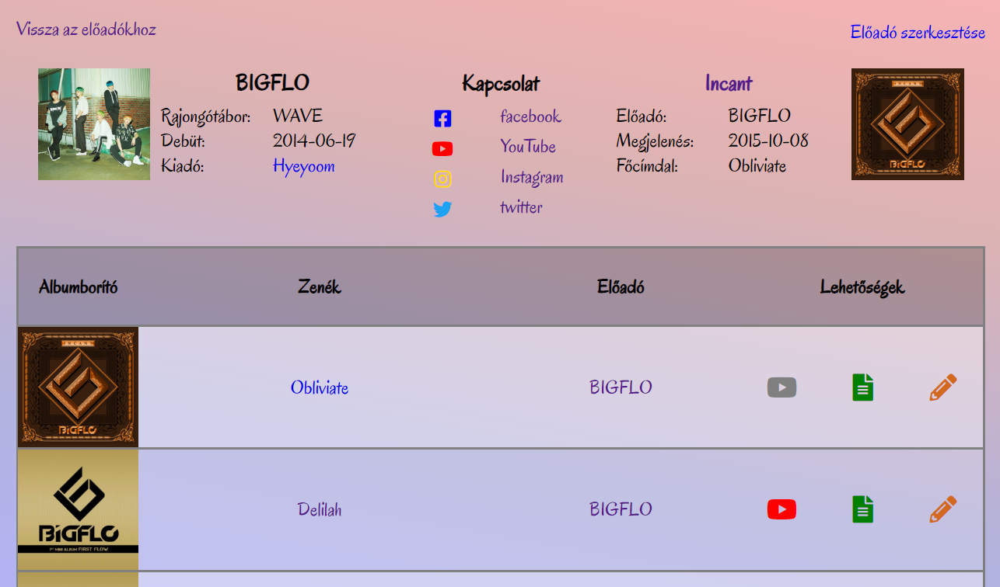 Vissza az előadókhoz
Előadó szerkesztése
BIGFLO
Rajongótábor: WAVE
Debüt: 2014-06-19
Kiadó: Hyeyoom
Kapcsolat
facebook
YouTube
Instagram
twitter
Incant
Előadó: BIGFLO
Megjelenés: 2015-10-08
Főcímdal: Obliviate
INCANT
BIGFLO
Albumborító Zenék Előadó Lehetőségek
INCANT
BIGFLO
Obliviate BIGFLO
BIGFLO
1ST MINI ALBUM FIRST FLOW
Delilah BIGFLO